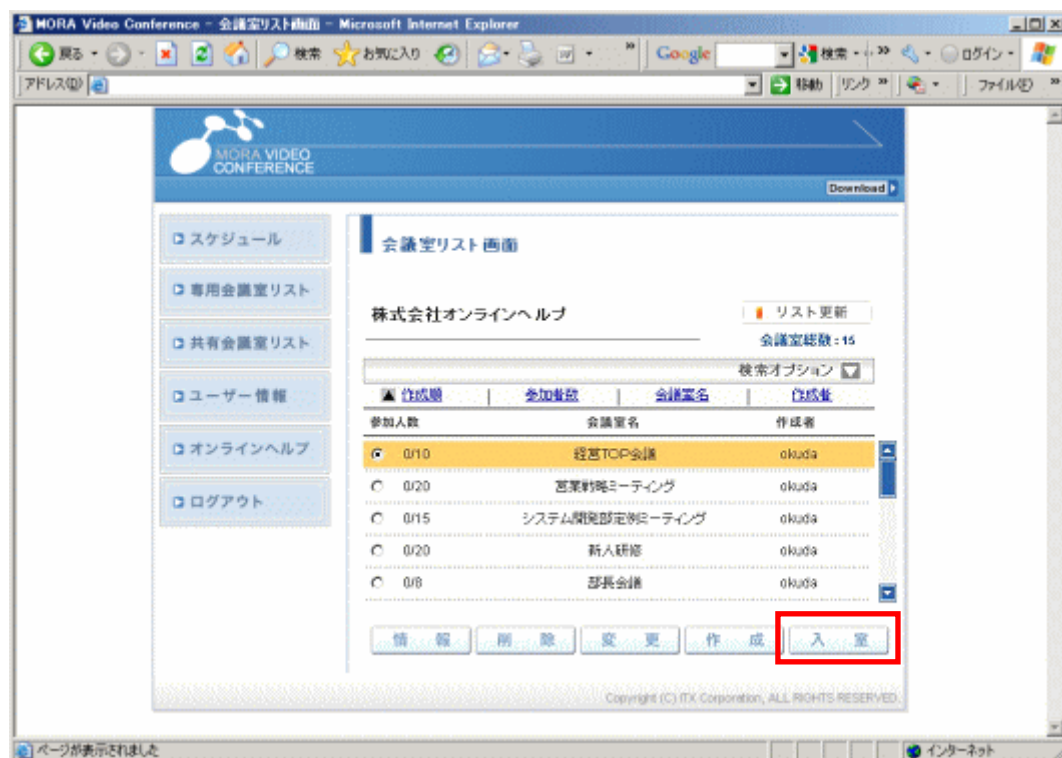 MORA Video Conference - 会議室リスト画面 - Microsoft Internet Explorer
戻る 検索 お気に入り Google 検索 ログイン
アドレス(D) 移動 リンク ファイル(F)
MORA VIDEO
CONFERENCE
Download
スケジュール
専用会議室リスト
共有会議室リスト
ユーザー情報
オンラインヘルプ
ログアウト
会議室リスト画面
株式会社オンラインヘルプ
リスト更新
会議室総数:15
検索オプション
作成順 | 参加者数 | 会議室名 | 作成者
参加人数 会議室名 作成者
0/10 経営TOP会議 okuda
0/20 営業戦略ミーティング okuda
0/15 システム開発部定例ミーティング okuda
0/20 新人研修 okuda
0/8 部長会議 okuda
情 報 削 除 変 更 作 成 入 室
Copyright (C) ITX Corporation, ALL RIGHTS RESERVED.
ページが表示されました インターネット